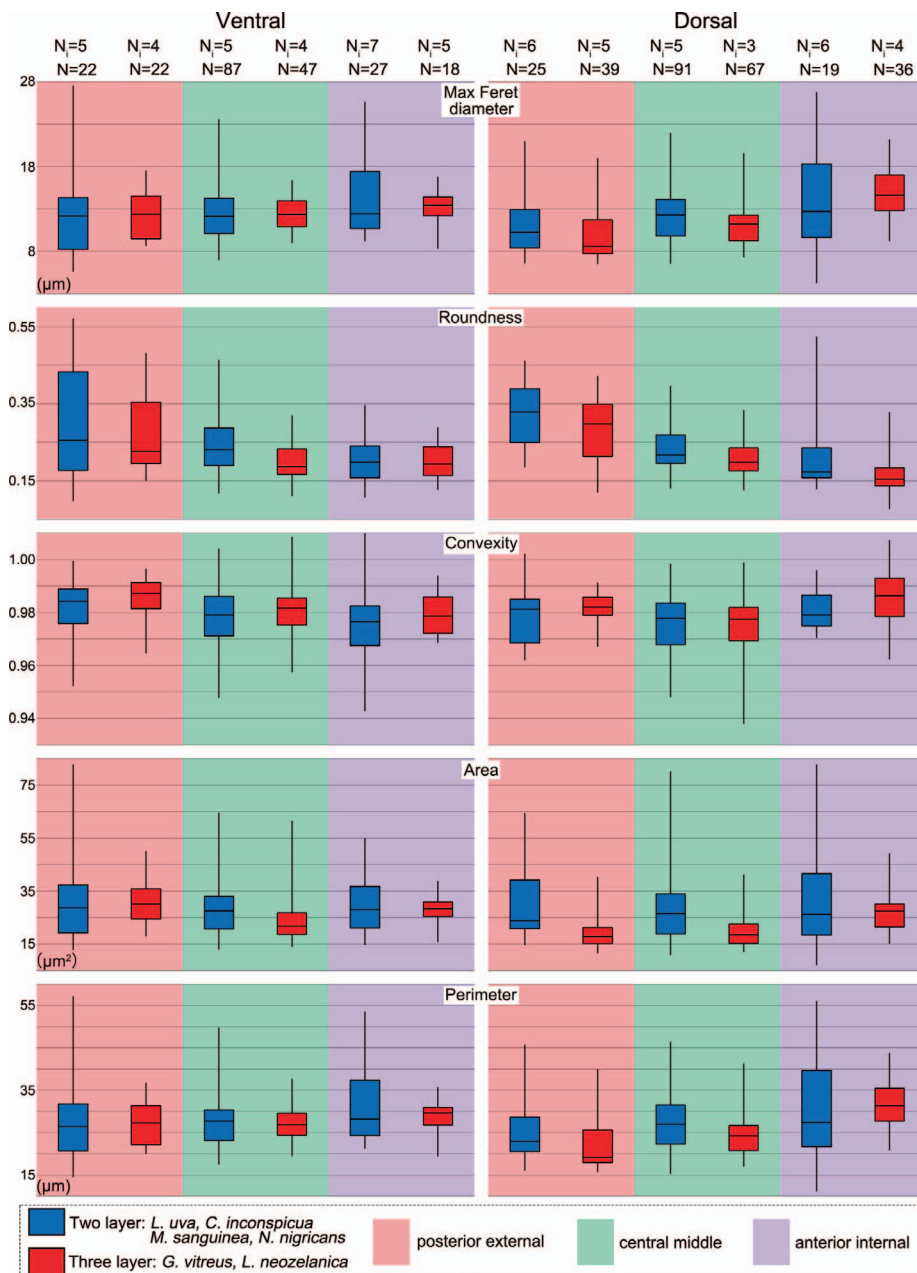 Ventral Dorsal
Ni=5 Ni=4 Ni=5 Ni=4 Ni=7 Ni=5 Ni=6 Ni=5 Ni=5 Ni=3 Ni=6 Ni=4
N=22 N=22 N=87 N=47 N=27 N=18 N=25 N=39 N=91 N=67 N=19 N=36
28
Max Feret
diameter
18
8
(µm)
Roundness
0.55
0.35
0.15
Convexity
1.00
0.98
0.96
0.94
Area
75
55
35
15
(µm²)
Perimeter
55
35
15
(µm)
Two layer: L. uva, C. inconspicua
M. sanguinea, N. nigricans
Three layer: G. vitreus, L. neozelanica
posterior external
central middle
anterior internal